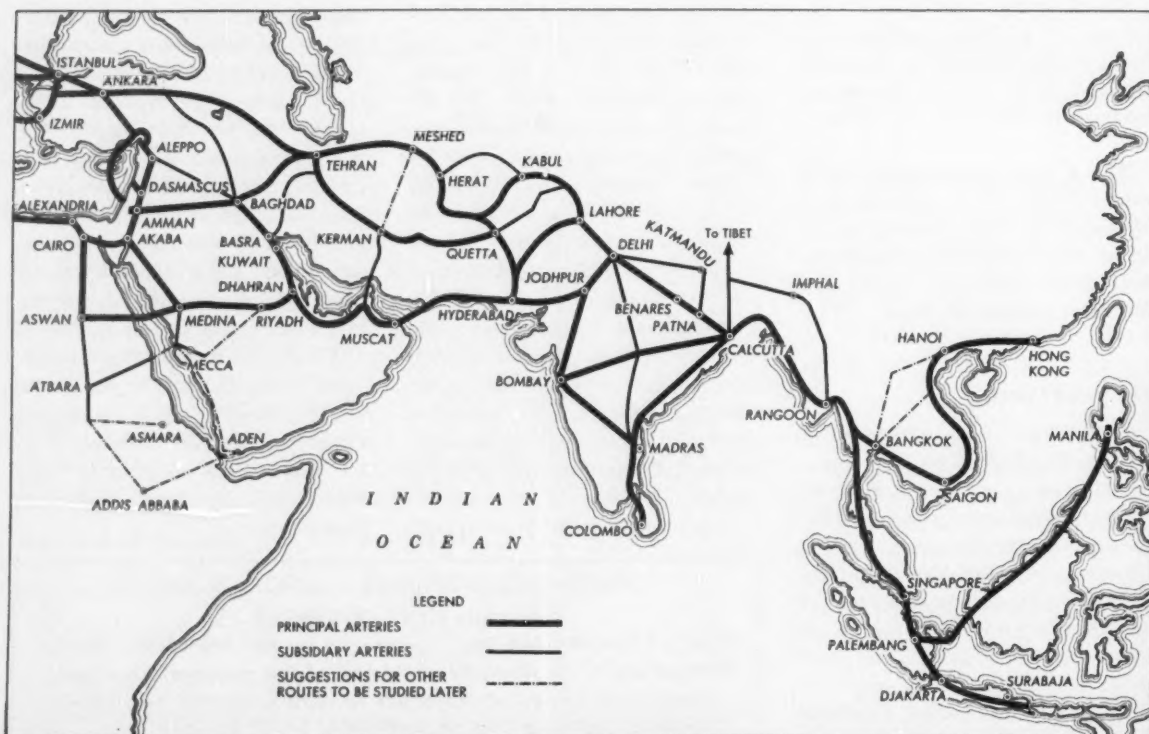 ISTANBUL
ANKARA
IZMIR
ALEPPO
DASMASCUS
ALEXANDRIA
AMMAN
CAIRO
AKABA
BAGHDAD
BASRA
KUWAIT
DHAHRAN
ASWAN
MEDINA
RIYADH
MECCA
ATBARA
ASMARA
ADEN
ADDIS ABBABA
TEHRAN
MESHED
HERAT
KABUL
KERMAN
QUETTA
LAHORE
MUSCAT
HYDERABAD
JODHPUR
DELHI
KATMANDU
To TIBET
BENARES
PATNA
IMPHAL
CALCUTTA
BOMBAY
MADRAS
COLOMBO
RANGOON
BANGKOK
HANOI
HONG
KONG
SAIGON
MANILA
SINGAPORE
PALEMBANG
DJAKARTA
SURABAJA
INDIAN
OCEAN
LEGEND
PRINCIPAL ARTERIES
SUBSIDIARY ARTERIES
SUGGESTIONS FOR OTHER
ROUTES TO BE STUDIED LATER